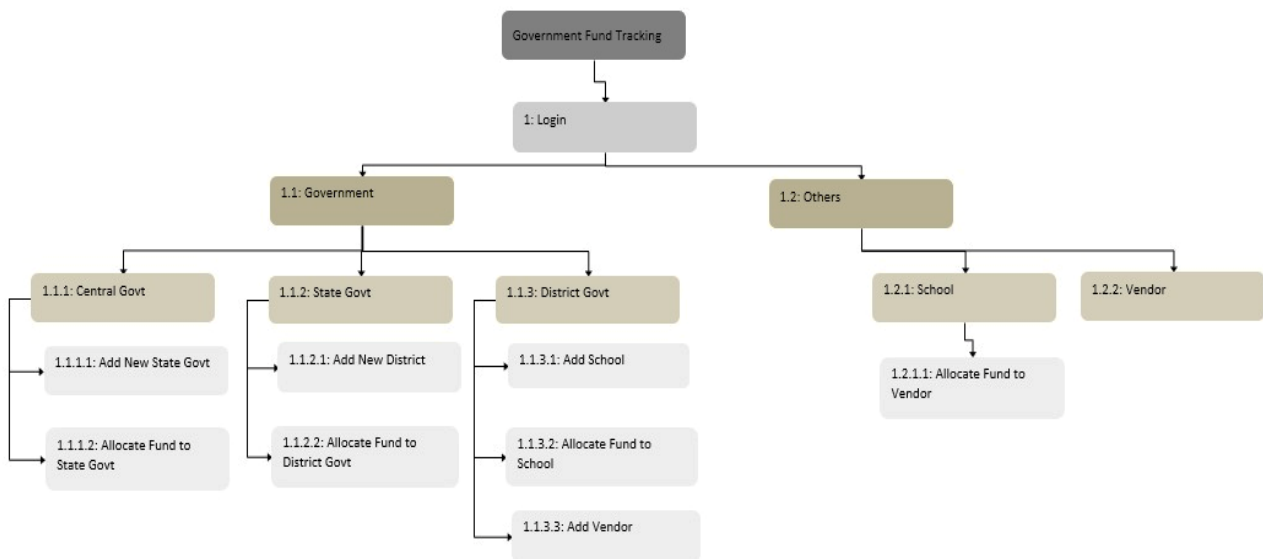 Government Fund Tracking
1: Login
1.1: Government
1.2: Others
1.1.1: Central Govt
1.1.2: State Govt
1.1.3: District Govt
1.2.1: School
1.2.2: Vendor
1.1.1.1: Add New State Govt
1.1.2.1: Add New District
1.1.3.1: Add School
1.2.1.1: Allocate Fund to
Vendor
1.1.1.2: Allocate Fund to
State Govt
1.1.2.2: Allocate Fund to
District Govt
1.1.3.2: Allocate Fund to
School
1.1.3.3: Add Vendor